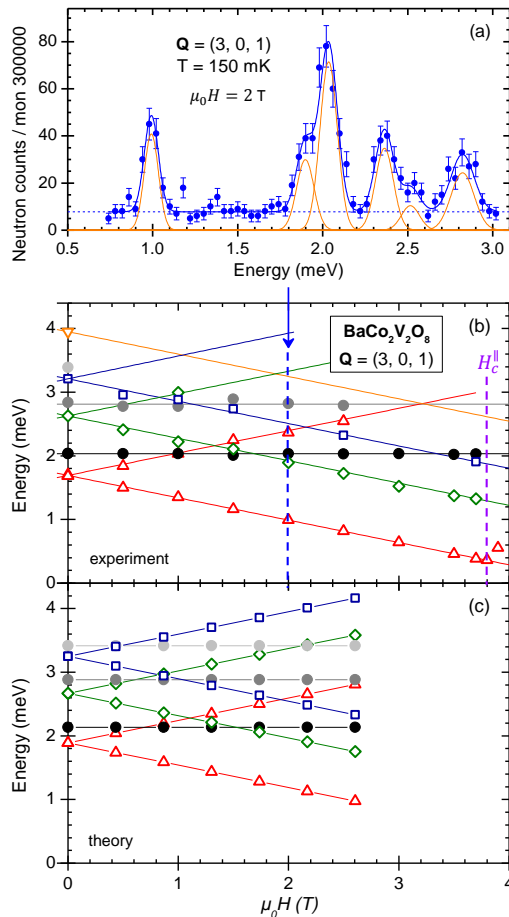 (a)
Q = (3, 0, 1)
T = 150 mK
μ₀H = 2 T
Neutron counts / mon 300000
80
60
40
20
0
0.5 1.0 1.5 2.0 2.5 3.0
Energy (meV)
(b)
BaCo₂V₂O₈
Q = (3, 0, 1)
H_c^∥
Energy (meV)
4
3
2
1
0
experiment
(c)
Energy (meV)
4
3
2
1
0
theory
0 1 2 3 4
μ₀H (T)